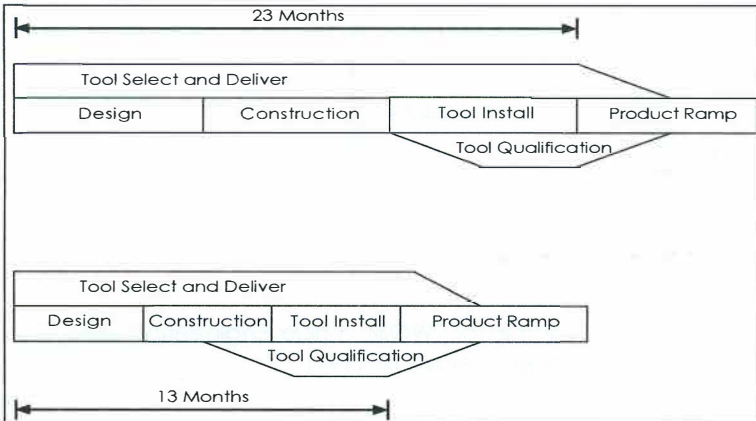 23 Months
Tool Select and Deliver
Design Construction Tool Install Product Ramp
Tool Qualification
Tool Select and Deliver
Design Construction Tool Install Product Ramp
Tool Qualification
13 Months